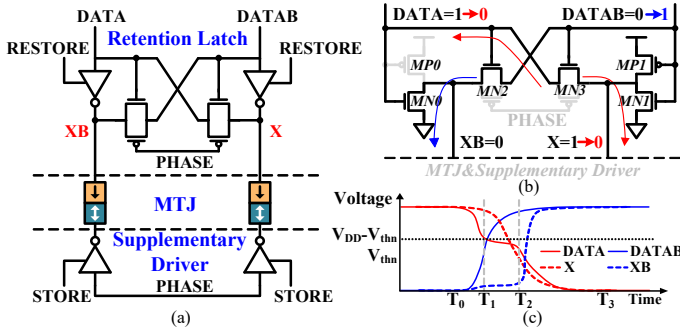 DATA
DATAB
RESTORE
Retention Latch
RESTORE
XB
X
PHASE
MTJ
Supplementary
Driver
STORE
PHASE
STORE
(a)
DATA=1→0
DATAB=0→1
MP0
MP1
MN0
MN2
MN3
MN1
PHASE
XB=0
X=1→0
MTJ&Supplementary Driver
(b)
Voltage
VDD-Vthn
Vthn
DATA
DATAB
X
XB
T0
T1
T2
T3
Time
(c)